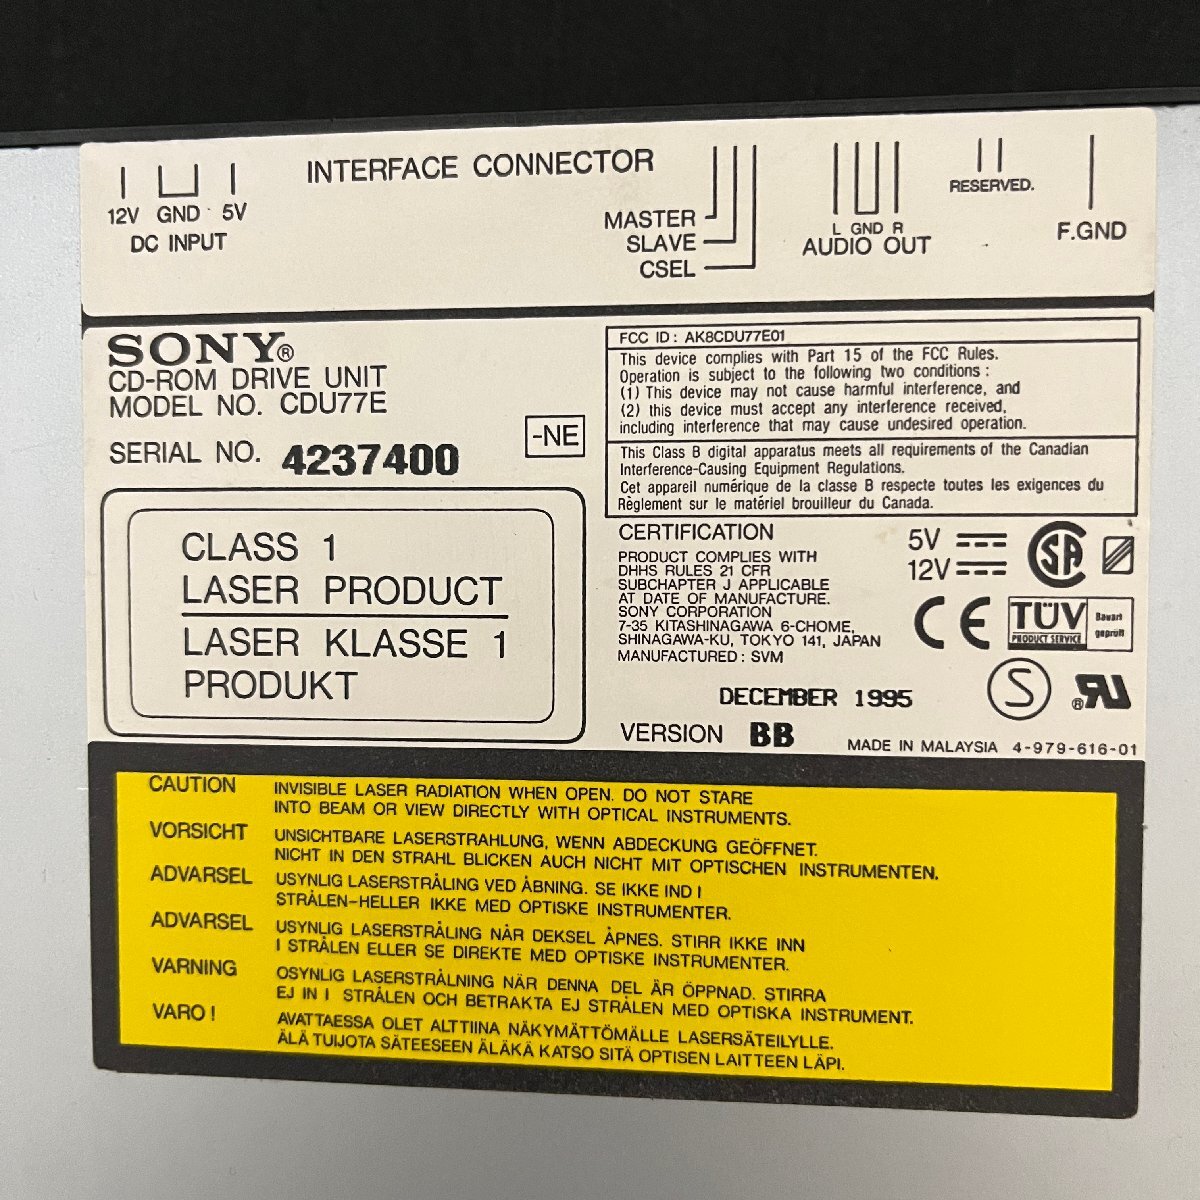 12V GND 5V
DC INPUT
INTERFACE CONNECTOR
MASTER
SLAVE
CSEL
L GND R
AUDIO OUT
RESERVED.
F.GND
SONY®
CD-ROM DRIVE UNIT
MODEL NO. CDU77E
SERIAL NO. 4237400
-NE
CLASS 1
LASER PRODUCT
LASER KLASSE 1
PRODUKT
FCC ID : AK8CDU77E01
This device complies with Part 15 of the FCC Rules.
Operation is subject to the following two conditions :
(1) This device may not cause harmful interference, and
(2) this device must accept any interference received,
including interference that may cause undesired operation.
This Class B digital apparatus meets all requirements of the Canadian
Interference-Causing Equipment Regulations.
Cet appareil numérique de la classe B respecte toutes les exigences du
Règlement sur le matériel brouilleur du Canada.
CERTIFICATION
PRODUCT COMPLIES WITH
DHHS RULES 21 CFR
SUBCHAPTER J APPLICABLE
AT DATE OF MANUFACTURE.
SONY CORPORATION
7-35 KITASHINAGAWA 6-CHOME,
SHINAGAWA-KU, TOKYO 141, JAPAN
MANUFACTURED : SVM
5V
12V
SA
CE
TÜV
PRODUCT SERVICE
Bauart
geprüft
S
®RU
DECEMBER 1995
VERSION BB
MADE IN MALAYSIA 4-979-616-01
CAUTION INVISIBLE LASER RADIATION WHEN OPEN. DO NOT STARE
INTO BEAM OR VIEW DIRECTLY WITH OPTICAL INSTRUMENTS.
VORSICHT UNSICHTBARE LASERSTRAHLUNG, WENN ABDECKUNG GEÖFFNET.
NICHT IN DEN STRAHL BLICKEN AUCH NICHT MIT OPTISCHEN INSTRUMENTEN.
ADVARSEL USYNLIG LASERSTRÅLING VED ÅBNING. SE IKKE IND I
STRÅLEN-HELLER IKKE MED OPTISKE INSTRUMENTER.
ADVARSEL USYNLIG LASERSTRÅLING NÅR DEKSEL ÅPNES. STIRR IKKE INN
I STRÅLEN ELLER SE DIREKTE MED OPTISKE INSTRUMENTER.
VARNING OSYNLIG LASERSTRÅLNING NÄR DENNA DEL ÄR ÖPPNAD. STIRRA
EJ IN I STRÅLEN OCH BETRAKTA EJ STRÅLEN MED OPTISKA INSTRUMENT.
VARO ! AVATTAESSA OLET ALTTIINA NÄKYMÄTTÖMÄLLE LASERSÄTEILYLLE.
ÄLÄ TUIJOTA SÄTEESEEN ÄLÄKÄ KATSO SITÄ OPTISEN LAITTEEN LÄPI.